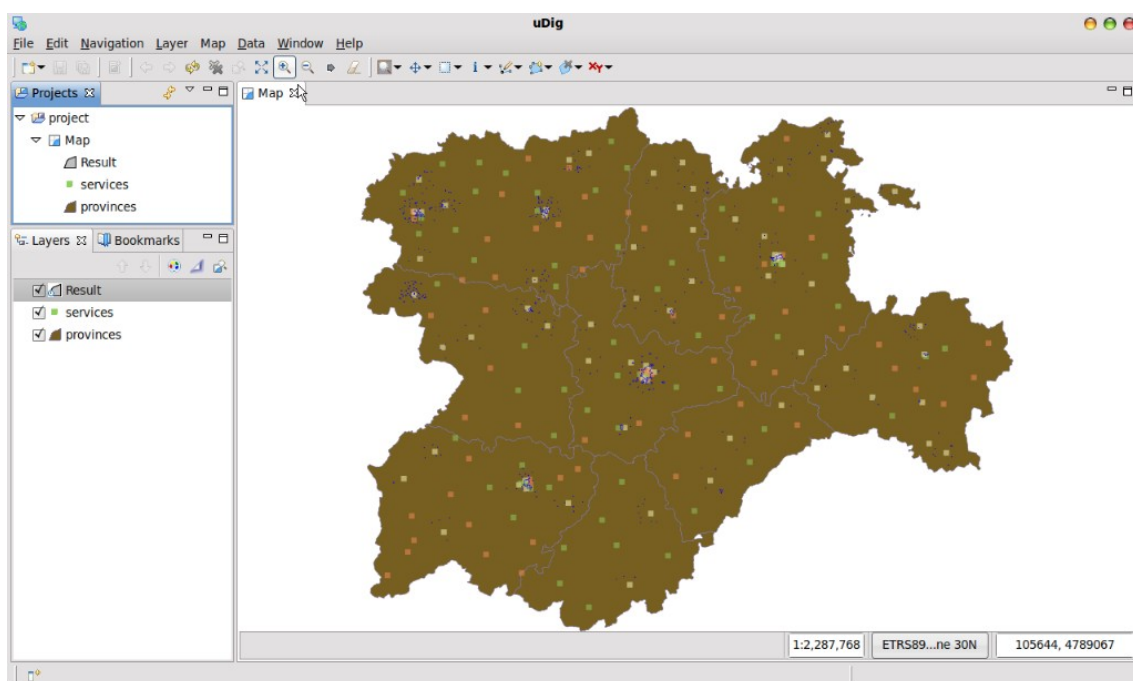 uDig
File Edit Navigation Layer Map Data Window Help
Projects
Map
project
Map
Result
services
provinces
Layers Bookmarks
Result
services
provinces
1:2,287,768 ETRS89...ne 30N 105644, 4789067